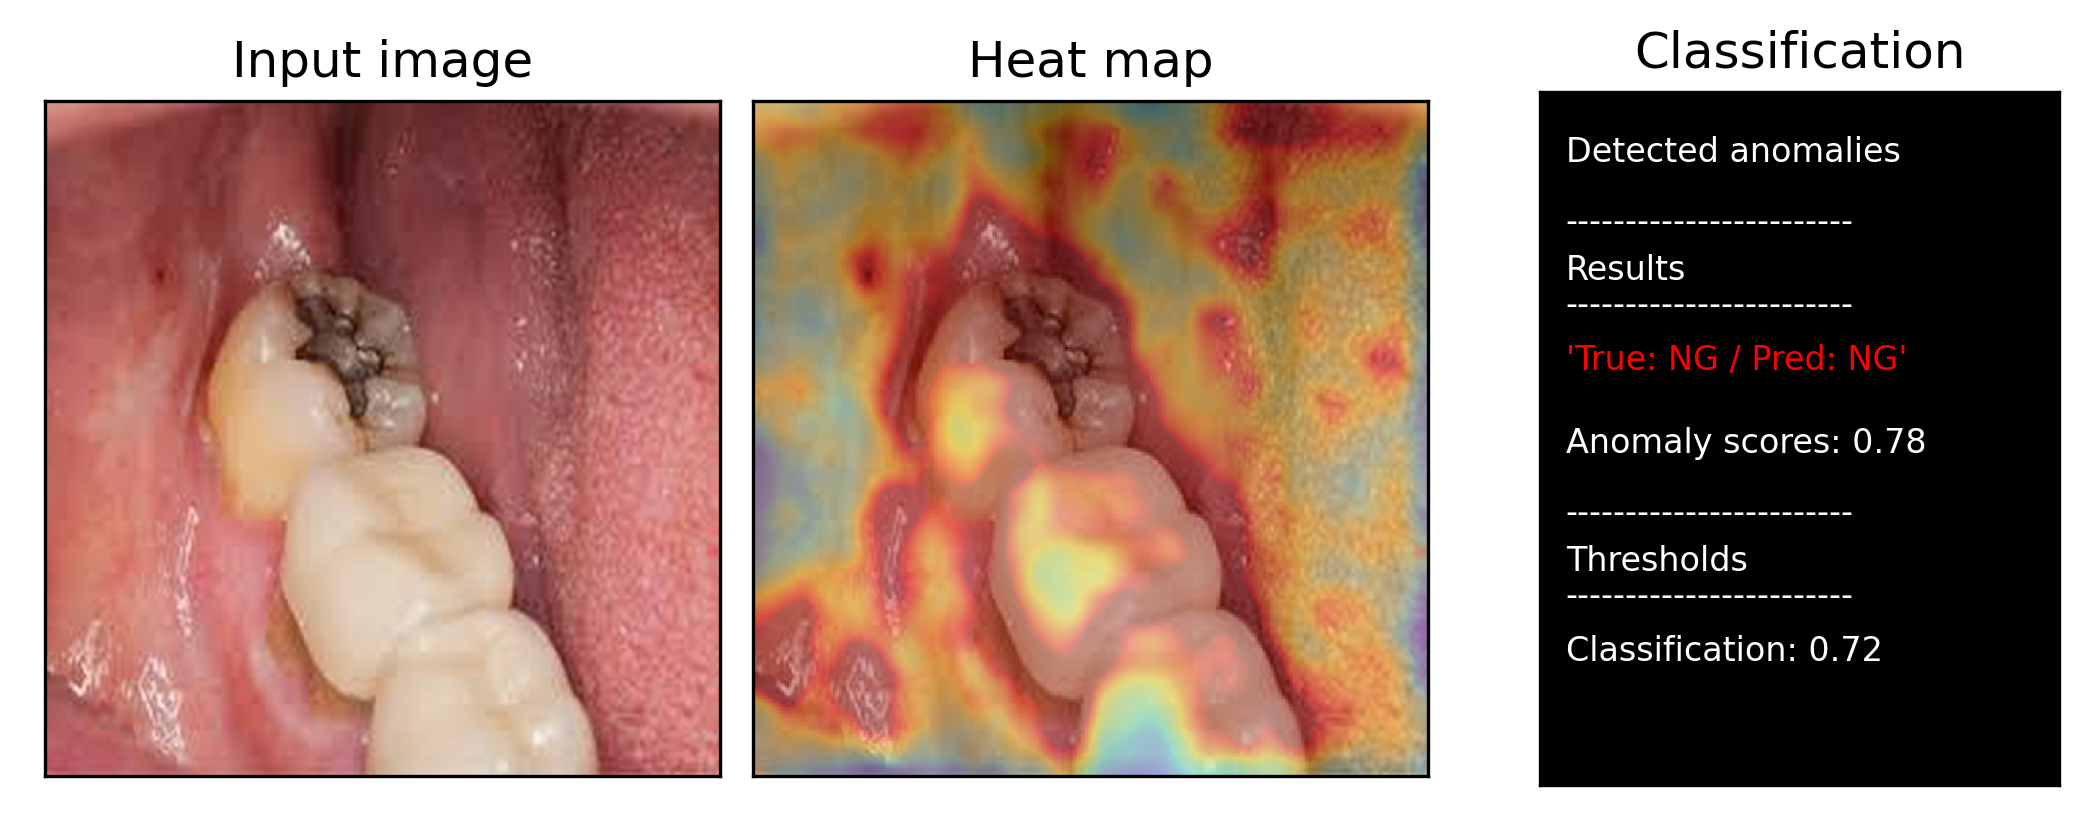 Input image
Heat map
Classification
Detected anomalies
------------------------
Results
------------------------
'True: NG / Pred: NG'
Anomaly scores: 0.78
------------------------
Thresholds
------------------------
Classification: 0.72